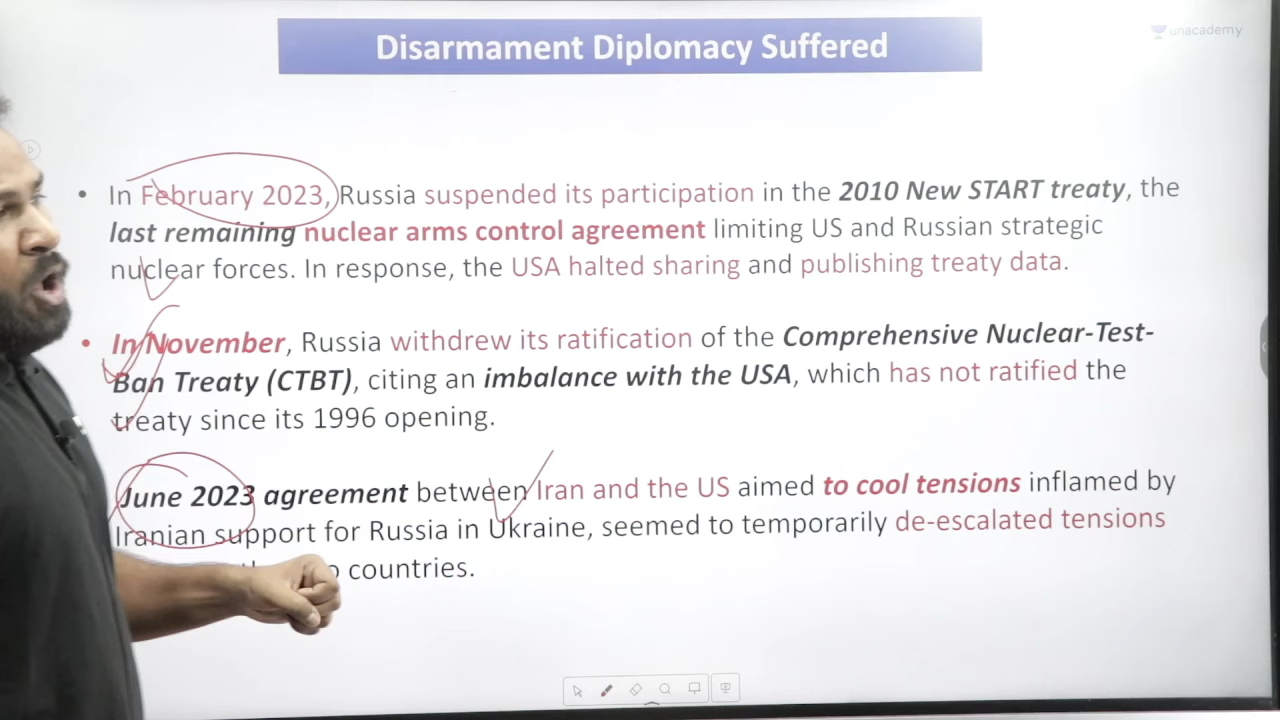 Disarmament Diplomacy Suffered
unacademy
• In February 2023, Russia suspended its participation in the 2010 New START treaty, the
last remaining nuclear arms control agreement limiting US and Russian strategic
nuclear forces. In response, the USA halted sharing and publishing treaty data.
• In November, Russia withdrew its ratification of the Comprehensive Nuclear-Test-
Ban Treaty (CTBT), citing an imbalance with the USA, which has not ratified the
treaty since its 1996 opening.
June 2023 agreement between Iran and the US aimed to cool tensions inflamed by
Iranian support for Russia in Ukraine, seemed to temporarily de-escalated tensions
countries.